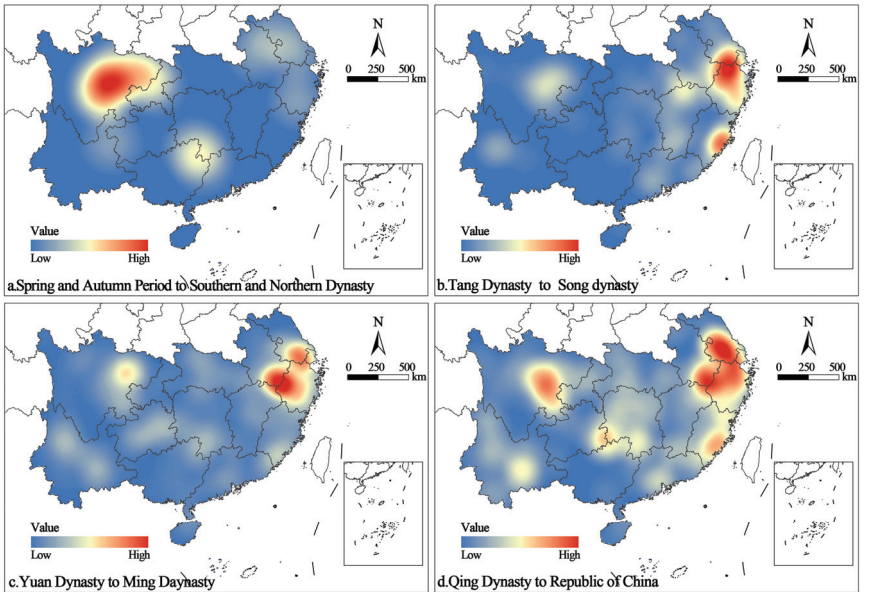 N
0 250 500
km
Value
Low High
a.Spring and Autumn Period to Southern and Northern Dynasty
N
0 250 500
km
Value
Low High
b.Tang Dynasty to Song dynasty
N
0 250 500
km
Value
Low High
c.Yuan Dynasty to Ming Daynasty
N
0 250 500
km
Value
Low High
d.Qing Dynasty to Republic of China